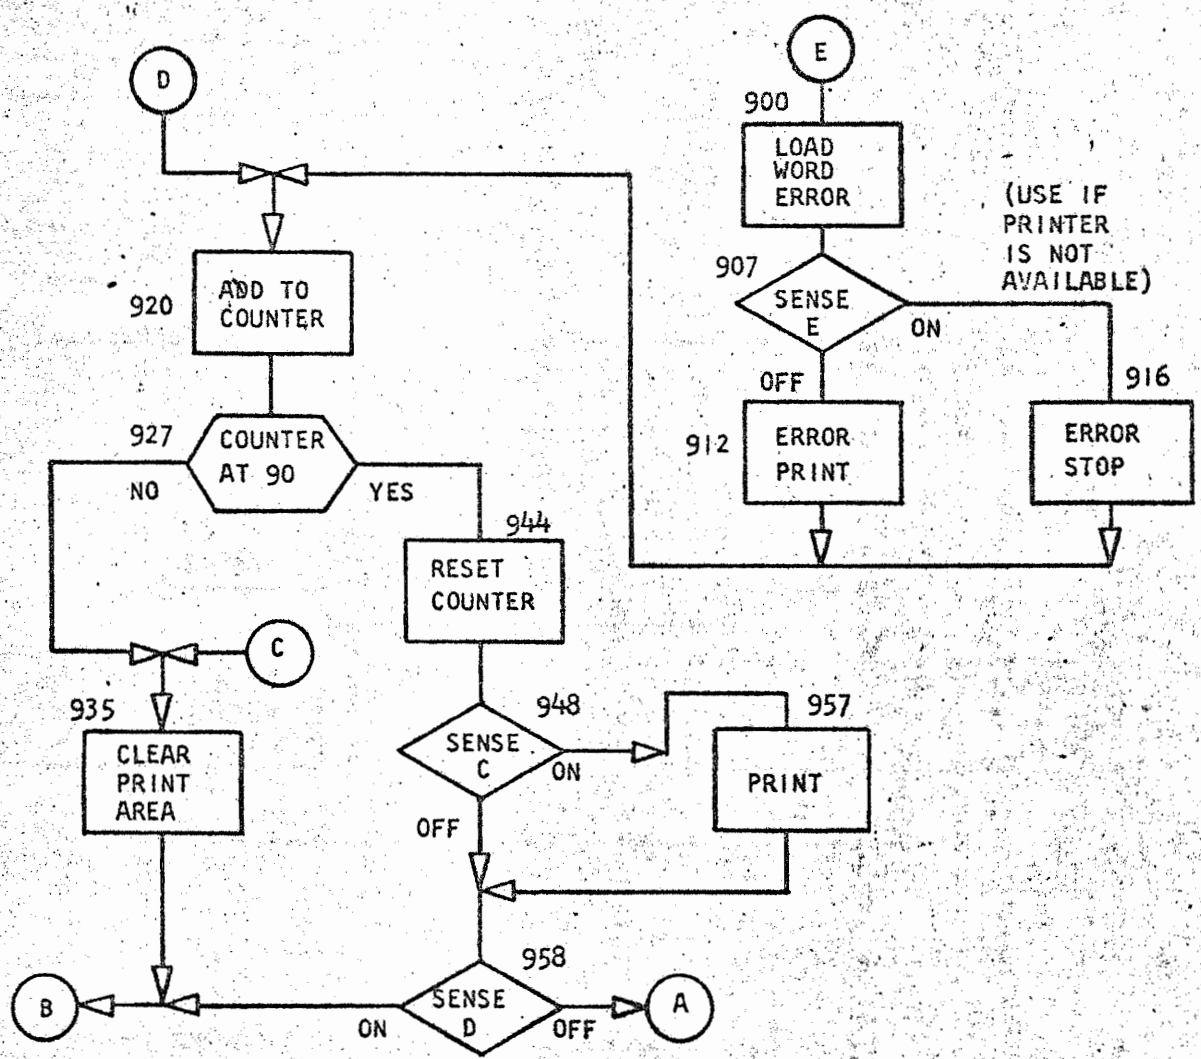 D
E
900
LOAD
WORD
ERROR
(USE IF
PRINTER
IS NOT
AVAILABLE)
907
SENSE
E
ON
OFF
920
ADD TO
COUNTER
916
912
ERROR
PRINT
ERROR
STOP
927
COUNTER
AT 90
NO
YES
944
RESET
COUNTER
C
935
CLEAR
PRINT
AREA
948
SENSE
C
ON
OFF
957
PRINT
958
SENSE
D
ON
OFF
B
A